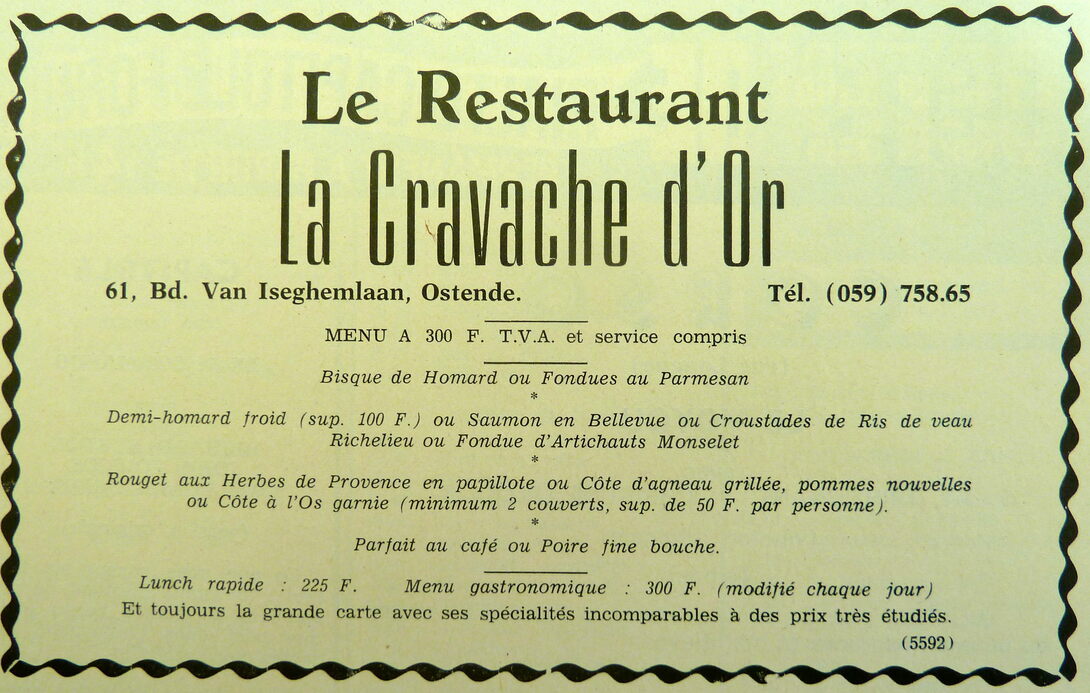 Le Restaurant
La Cravache d'Or
61, Bd. Van Iseghemlaan, Ostende. Tél. (059) 758.65
MENU A 300 F. T.V.A. et service compris
Bisque de Homard ou Fondues au Parmesan
*
Demi-homard froid (sup. 100 F.) ou Saumon en Bellevue ou Croustades de Ris de veau
Richelieu ou Fondue d'Artichauts Monselet
*
Rouget aux Herbes de Provence en papillote ou Côte d'agneau grillée, pommes nouvelles
ou Côte à l'Os garnie (minimum 2 couverts, sup. de 50 F. par personne).
*
Parfait au café ou Poire fine bouche.
Lunch rapide : 225 F. Menu gastronomique : 300 F. (modifié chaque jour)
Et toujours la grande carte avec ses spécialités incomparables à des prix très étudiés.
(5592)